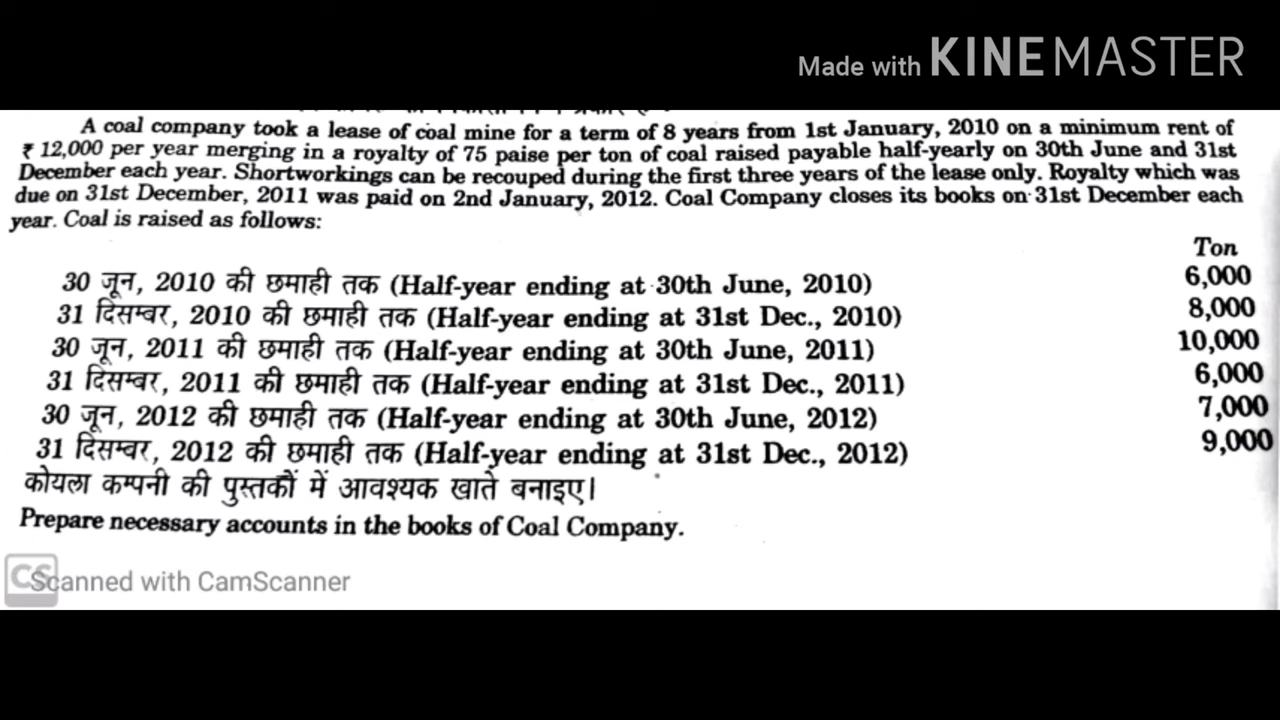 Made with KINEMASTER
A coal company took a lease of coal mine for a term of 8 years from 1st January, 2010 on a minimum rent of
₹ 12,000 per year merging in a royalty of 75 paise per ton of coal raised payable half-yearly on 30th June and 31st
December each year. Shortworkings can be recouped during the first three years of the lease only. Royalty which was
due on 31st December, 2011 was paid on 2nd January, 2012. Coal Company closes its books on 31st December each
year. Coal is raised as follows:
Ton
30 जून, 2010 की छमाही तक (Half-year ending at 30th June, 2010) 6,000
31 दिसम्बर, 2010 की छमाही तक (Half-year ending at 31st Dec., 2010) 8,000
30 जून, 2011 की छमाही तक (Half-year ending at 30th June, 2011) 10,000
31 दिसम्बर, 2011 की छमाही तक (Half-year ending at 31st Dec., 2011) 6,000
30 जून, 2012 की छमाही तक (Half-year ending at 30th June, 2012) 7,000
31 दिसम्बर, 2012 की छमाही तक (Half-year ending at 31st Dec., 2012) 9,000
कोयला कम्पनी की पुस्तकों में आवश्यक खाते बनाइए।
Prepare necessary accounts in the books of Coal Company.
CS Scanned with CamScanner